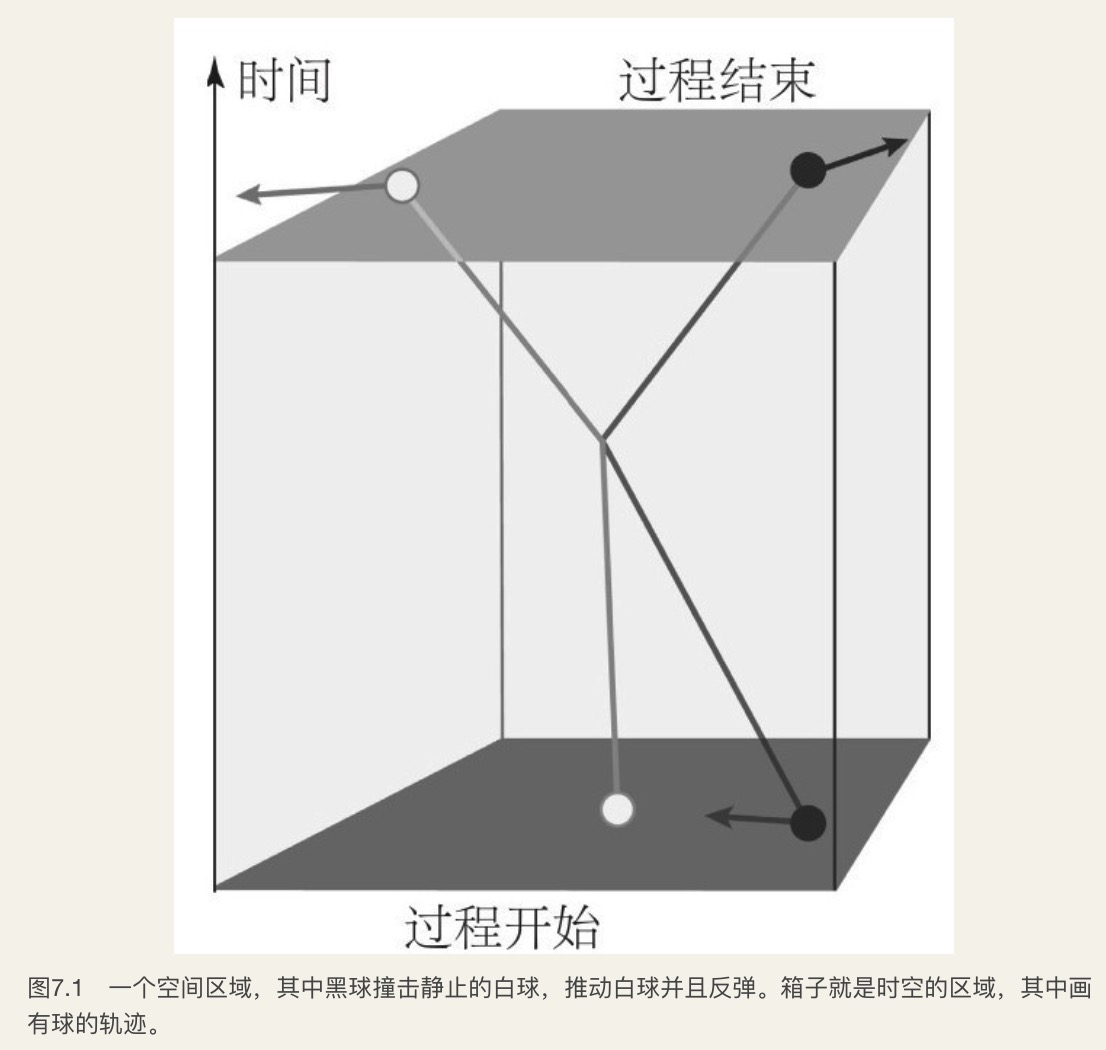 时间
过程结束
过程开始
图7.1　一个空间区域，其中黑球撞击静止的白球，推动白球并且反弹。箱子就是时空的区域，其中画
有球的轨迹。